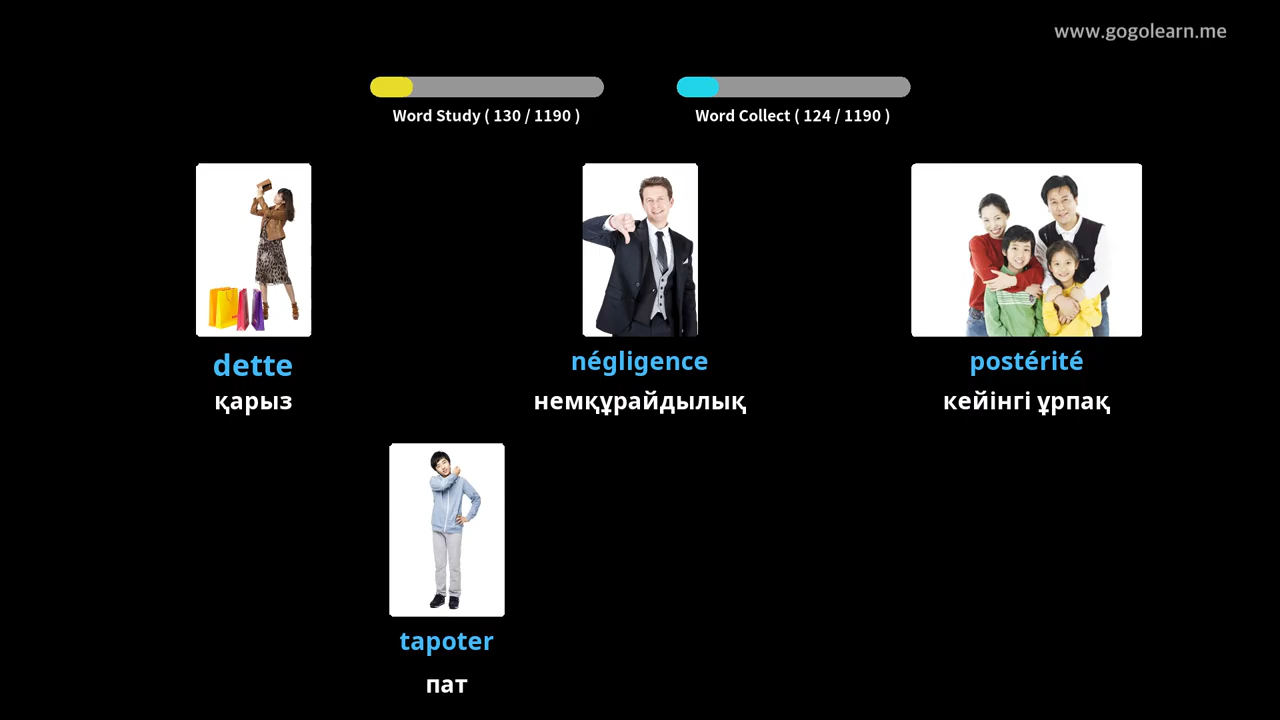 www.gogolearn.me
Word Study ( 130 / 1190 )
Word Collect ( 124 / 1190 )
dette
négligence
postérité
қарыз
немқұрайдылық
кейінгі ұрпақ
tapoter
пат